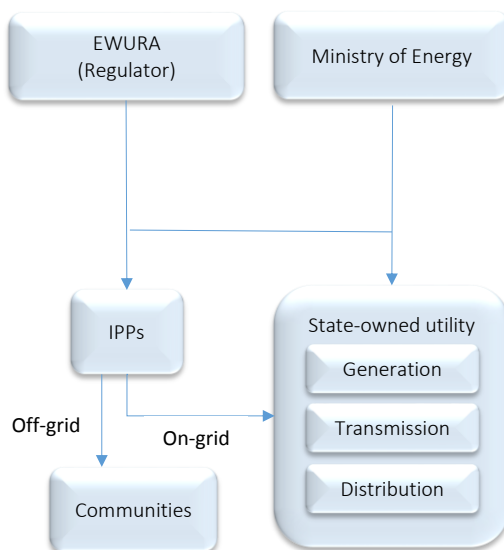 EWURA
(Regulator)
Ministry of Energy
IPPs
State-owned utility
Generation
Transmission
Distribution
Off-grid
On-grid
Communities